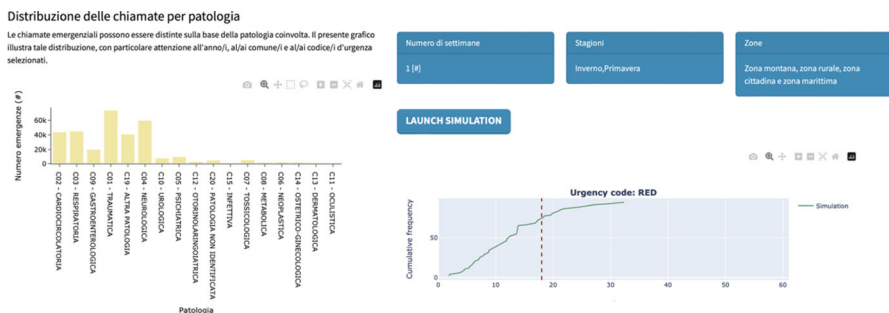 Distribuzione delle chiamate per patologia
Le chiamate emergenziali possono essere distinte sulla base della patologia coinvolta. Il presente grafico
illustra tale distribuzione, con particolare attenzione all'anno/i, al/ai comune/i e al/ai codice/i d'urgenza
selezionati.
Numero emergenze (#)
60k
40k
20k
0
C02 - CARDIOCIRCOLATORIA
C03 - RESPIRATORIA
C09 - GASTROENTEROLOGICA
C01 - TRAUMATICA
C19 - ALTRA PATOLOGIA
C04 - NEUROLOGICA
C10 - UROLOGICA
C05 - PSICHIATRICA
C12 - OTORINOLARINGOIATRICA
C20 - PATOLOGIA NON IDENTIFICATA
C15 - INFETTIVA
C07 - TOSSICOLOGICA
C08 - METABOLICA
C06 - NEOPLASTICA
C14 - OSTETRICO-GINECOLOGICA
C13 - DERMATOLOGICA
C11 - OCULISTICA
Patologia
Numero di settimane
1 [#]
Stagioni
Inverno,Primavera
Zone
Zona montana, zona rurale, zona
cittadina e zona marittima
LAUNCH SIMULATION
Urgency code: RED
Cumulative frequency
50
0
0
10
20
30
40
50
60
Simulation